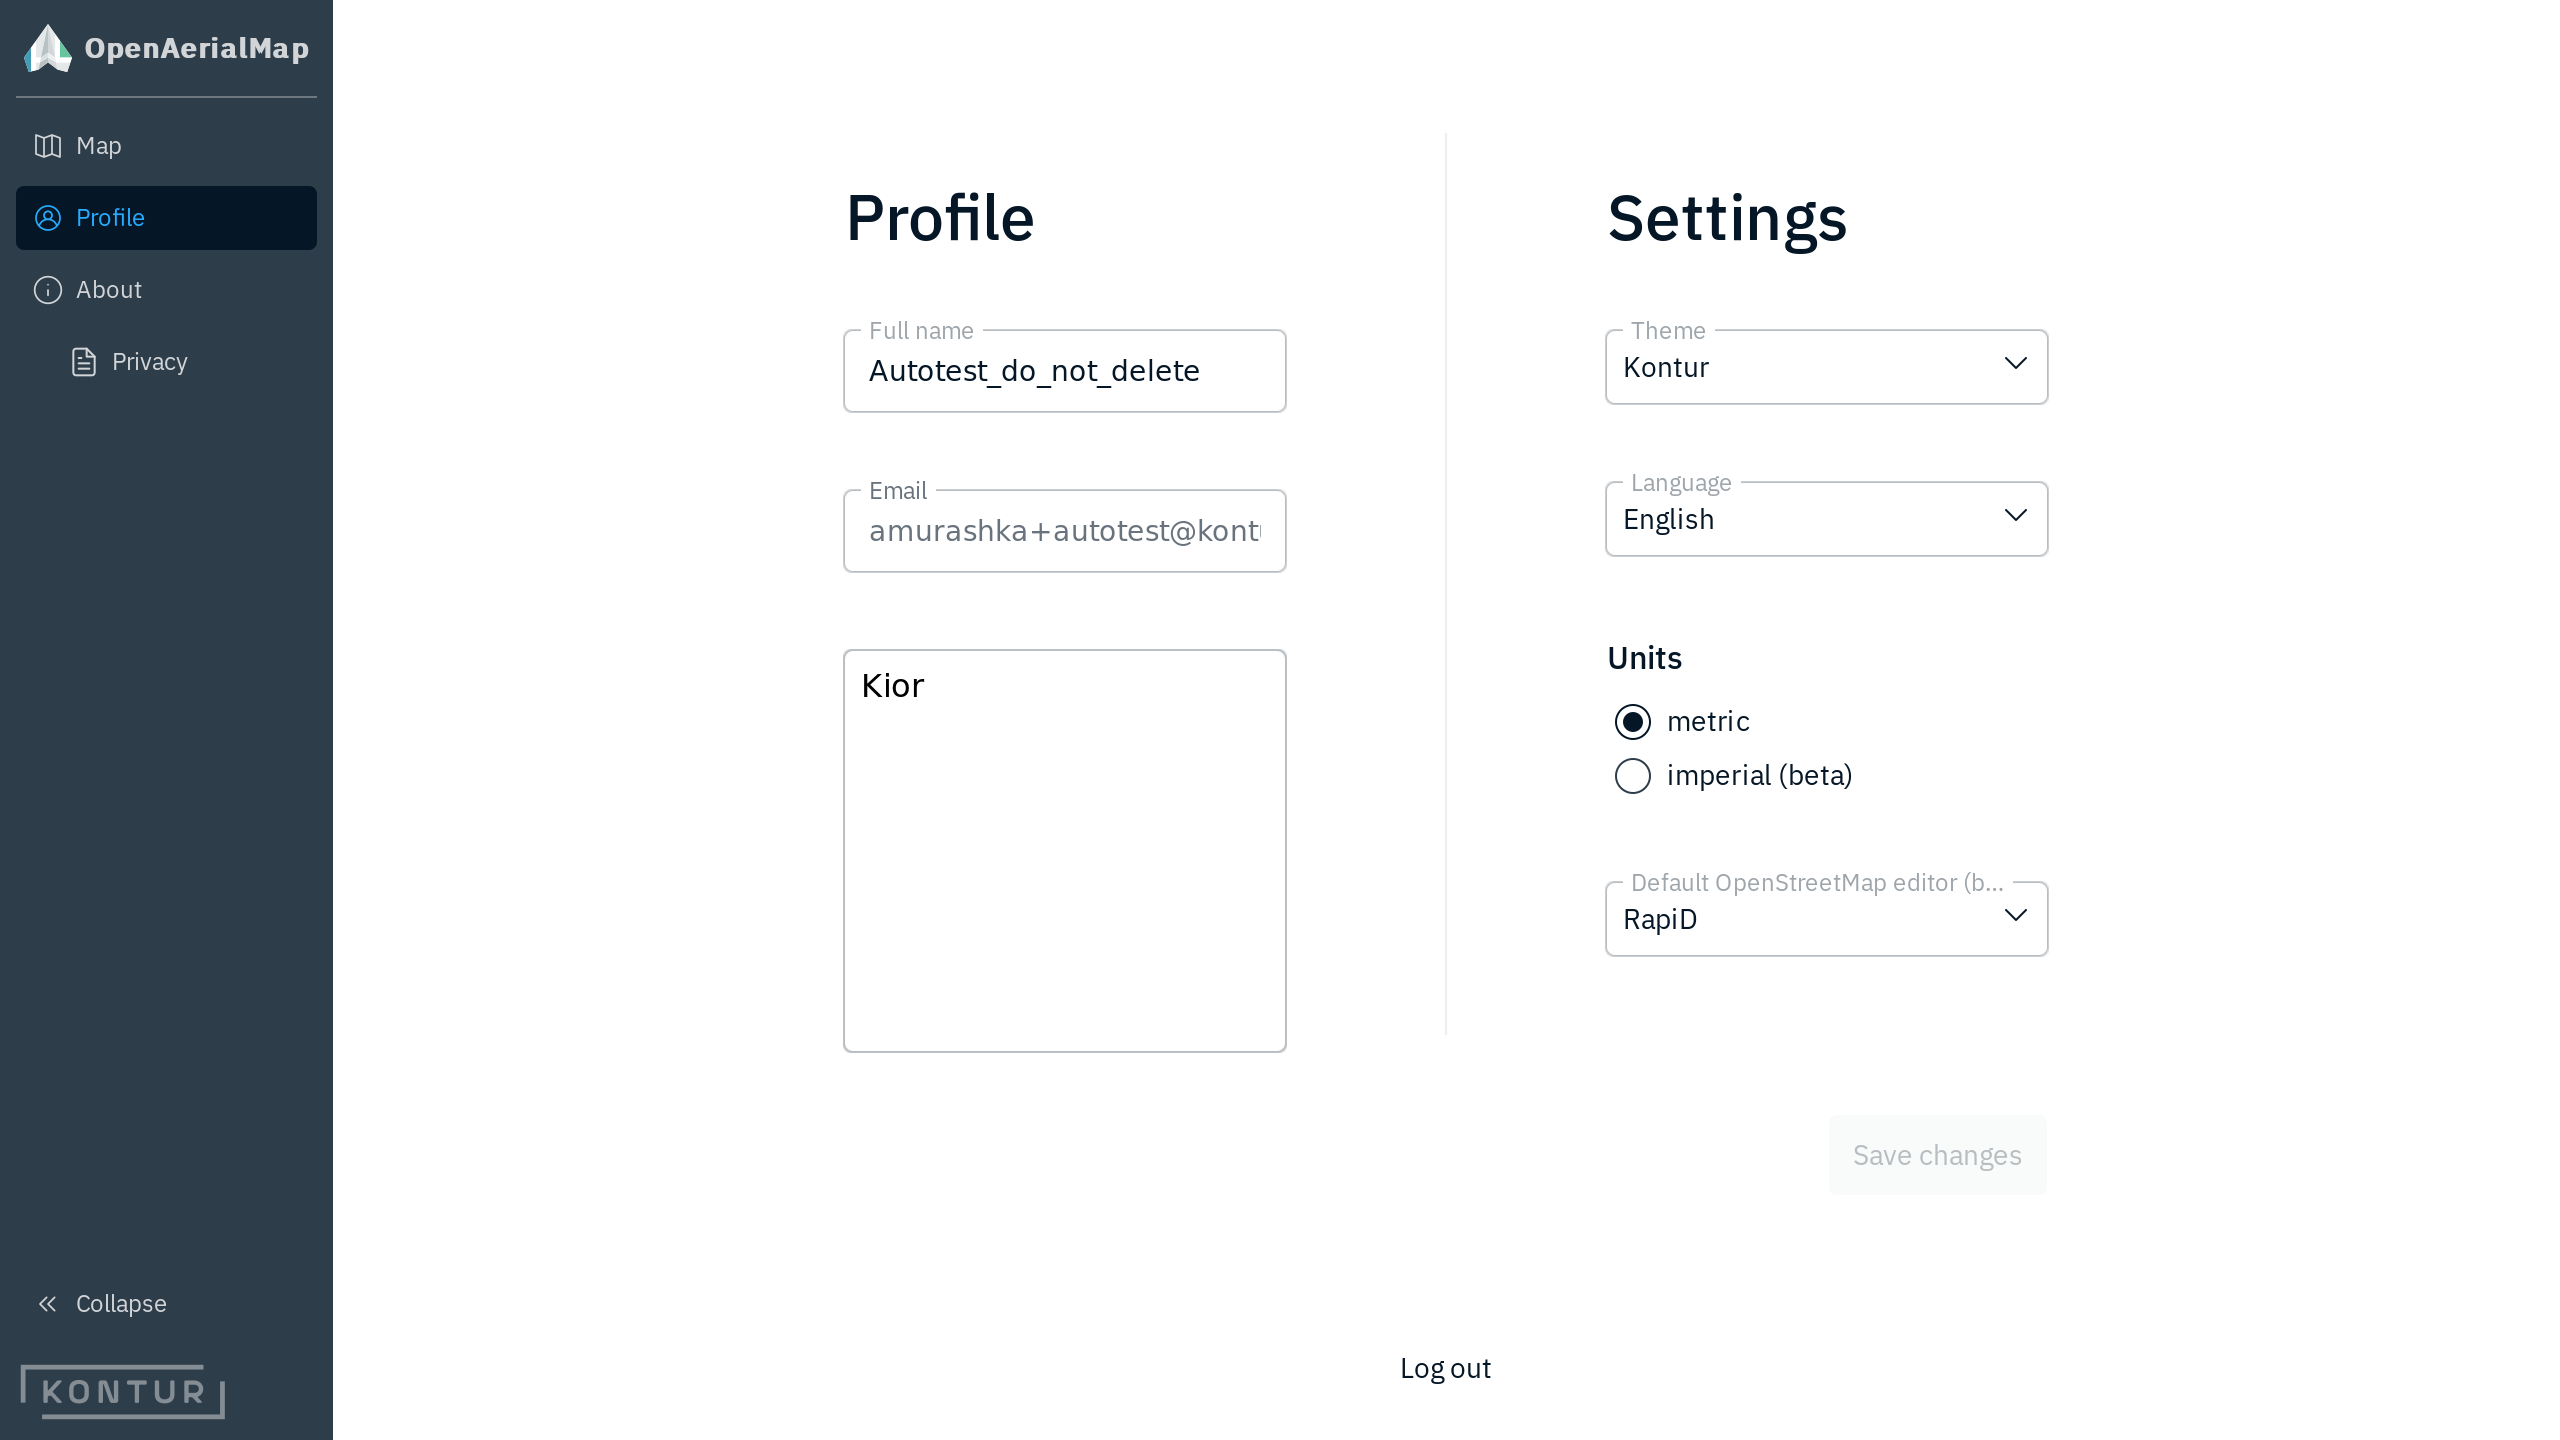 OpenAerialMap
Map
Profile
About
Privacy
Collapse
KONTUR
Profile
Full name
Autotest_do_not_delete
Email
amurashka+autotest@kont
Kior
Settings
Theme
Kontur
Language
English
Units
metric
imperial (beta)
Default OpenStreetMap editor (b...
RapiD
Save changes
Log out